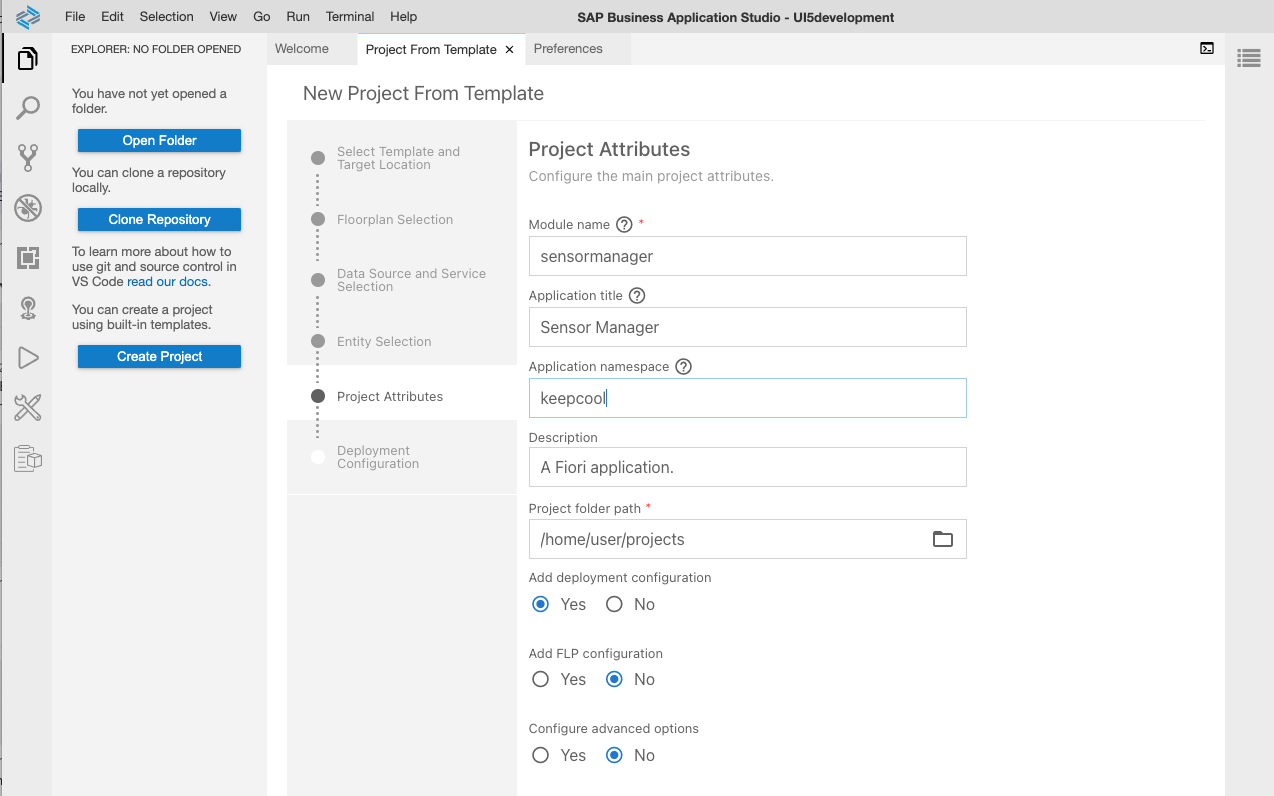 File Edit Selection View Go Run Terminal Help
SAP Business Application Studio - UI5development
EXPLORER: NO FOLDER OPENED
You have not yet opened a
folder.
Open Folder
You can clone a repository
locally.
Clone Repository
To learn more about how to
use git and source control in
VS Code read our docs.
You can create a project
using built-in templates.
Create Project
Welcome
Project From Template
Preferences
New Project From Template
Select Template and
Target Location
Floorplan Selection
Data Source and Service
Selection
Entity Selection
Project Attributes
Deployment
Configuration
Project Attributes
Configure the main project attributes.
Module name ? *
sensormanager
Application title ?
Sensor Manager
Application namespace ?
keepcool
Description
A Fiori application.
Project folder path *
/home/user/projects
Add deployment configuration
Yes No
Add FLP configuration
Yes No
Configure advanced options
Yes No